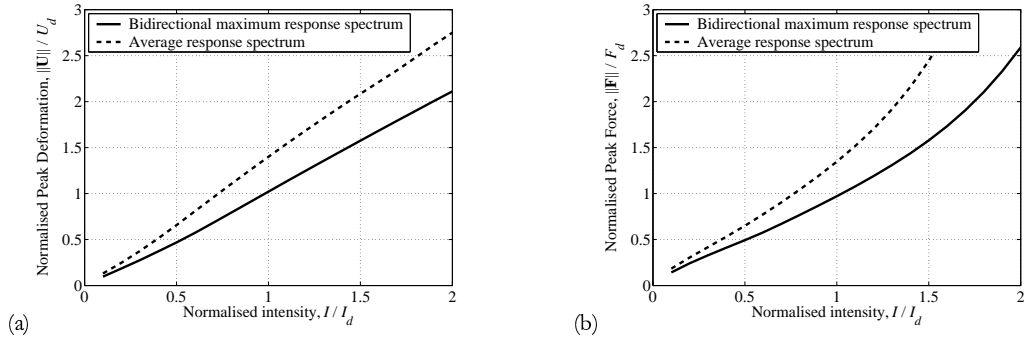 3
2.5
2
1.5
1
0.5
0
Normalised Peak Deformation, ||U|| / U_d
Bidirectional maximum response spectrum
Average response spectrum
0 0.5 1 1.5 2
Normalised intensity, I / I_d
(a)
3
2.5
2
1.5
1
0.5
0
Normalised Peak Force, ||F|| / F_d
Bidirectional maximum response spectrum
Average response spectrum
0 0.5 1 1.5 2
Normalised intensity, I / I_d
(b)